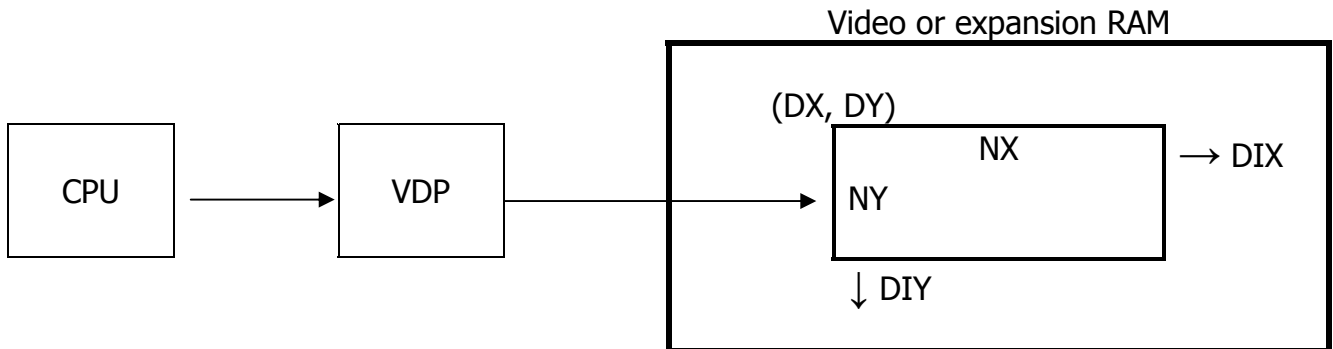 Video or expansion RAM
(DX, DY)
CPU
VDP
NX
→ DIX
NY
↓ DIY